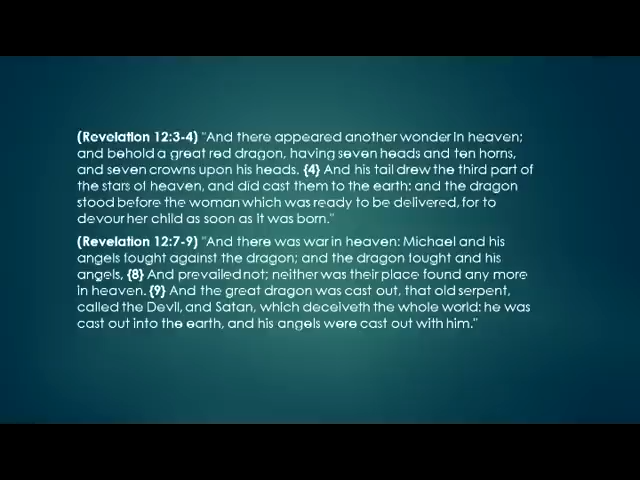 (Revelation 12:3-4) "And there appeared another wonder in heaven;
and behold a great red dragon, having seven heads and ten horns,
and seven crowns upon his heads. {4} And his tail drew the third part of
the stars of heaven, and did cast them to the earth: and the dragon
stood before the woman which was ready to be delivered, for to
devour her child as soon as it was born."
(Revelation 12:7-9) "And there was war in heaven: Michael and his
angels fought against the dragon; and the dragon fought and his
angels, {8} And prevailed not; neither was their place found any more
in heaven. {9} And the great dragon was cast out, that old serpent,
called the Devil, and Satan, which deceiveth the whole world: he was
cast out into the earth, and his angels were cast out with him."